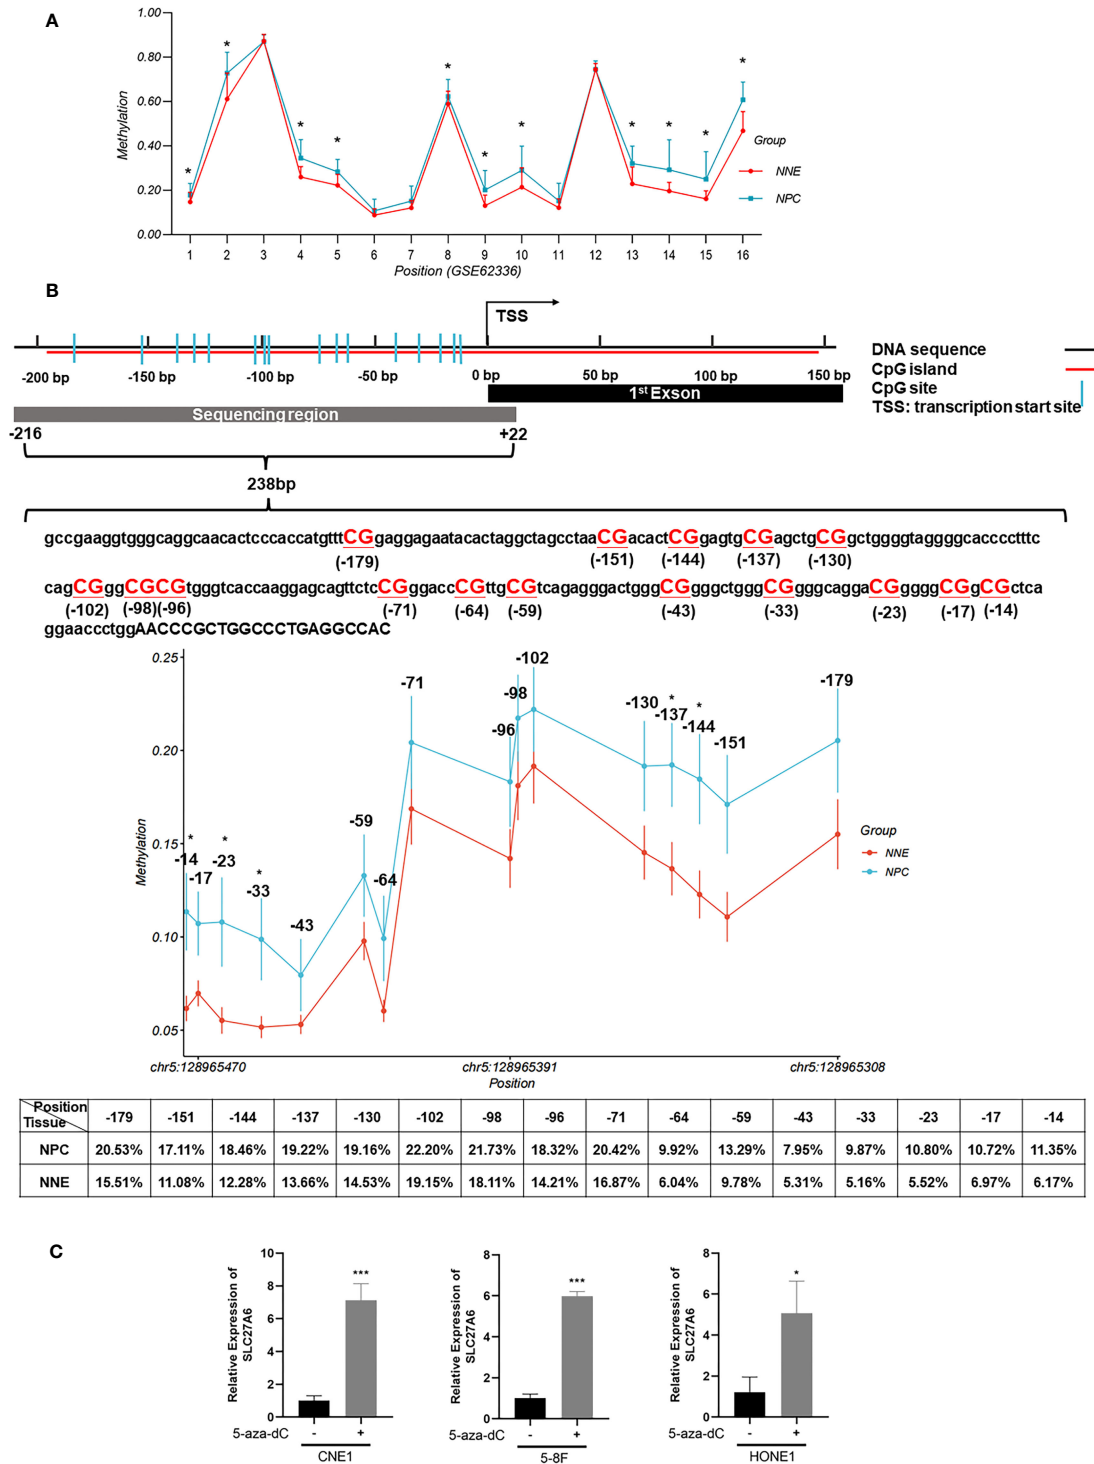 A
1.00
0.80
0.60
0.40
0.20
0.00
Methylation
* * * * * * * * * * *
Group
NNE
NPC
1 2 3 4 5 6 7 8 9 10 11 12 13 14 15 16
Position (GSE62336)
B
TSS
-200 bp -150 bp -100 bp -50 bp 0 bp 50 bp 100 bp 150 bp
1st Exson
Sequencing region
-216 +22
238bp
DNA sequence
CpG island
CpG site
TSS: transcription start site
gccgaaggtgggcaggcaacactcccaccatgtttCGgaggagaatacactaggctagcctaaCGacactCGgagtgCGagctgCGgctggggtaggggcacccctttc
(-179) (-151) (-144) (-137) (-130)
cagCGggCGCGtgggtcaccaaggagcagttctcCGggaccCGttgCGtcagagggactgggCGgggctgggCGgggcaggaCGggggCGgCGctca
(-102) (-98)(-96) (-71) (-64) (-59) (-43) (-33) (-23) (-17) (-14)
ggaaccctggAACCCGCTGGCCCTGAGGCCAC
0.25
0.20
0.15
0.10
0.05
Methylation
*
-14
-17
*
-23
*
-33
-43
-59
-64
-71
-96
-98
-102
-130
*
-137
*
-144
-151
-179
Group
NNE
NPC
chr5:128965470 chr5:128965391 chr5:128965308
Position
Position
Tissue
-179 -151 -144 -137 -130 -102 -98 -96 -71 -64 -59 -43 -33 -23 -17 -14
NPC 20.53% 17.11% 18.46% 19.22% 19.16% 22.20% 21.73% 18.32% 20.42% 9.92% 13.29% 7.95% 9.87% 10.80% 10.72% 11.35%
NNE 15.51% 11.08% 12.28% 13.66% 14.53% 19.15% 18.11% 14.21% 16.87% 6.04% 9.78% 5.31% 5.16% 5.52% 6.97% 6.17%
C
Relative Expression of
SLC27A6
10
8
6
4
2
0
***
5-aza-dC - +
CNE1
Relative Expression of
SLC27A6
8
6
4
2
0
***
5-aza-dC - +
5-8F
Relative Expression of
SLC27A6
8
6
4
2
0
*
5-aza-dC - +
HONE1